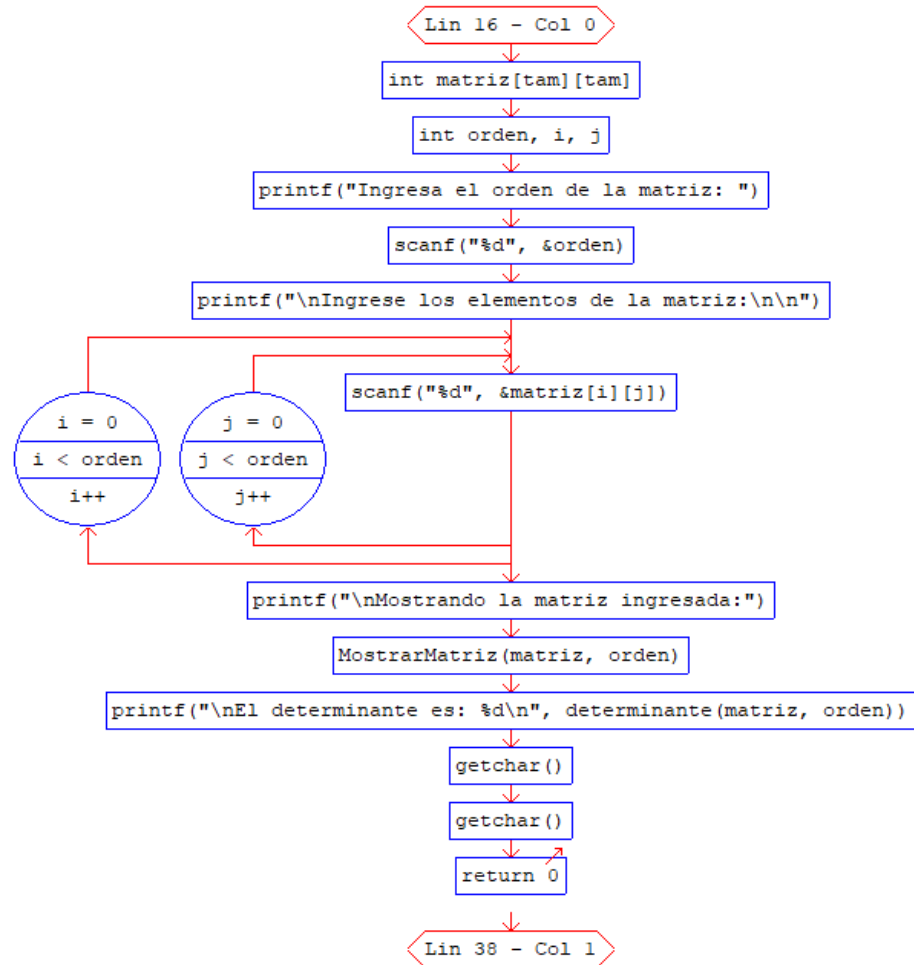 Lin 16 - Col 0
int matriz[tam][tam]
int orden, i, j
printf("Ingresa el orden de la matriz: ")
scanf("%d", &orden)
printf("\nIngrese los elementos de la matriz:\n\n")
scanf("%d", &matriz[i][j])
i = 0
i < orden
i++
j = 0
j < orden
j++
printf("\nMostrando la matriz ingresada:")
MostrarMatriz(matriz, orden)
printf("\nEl determinante es: %d\n", determinante(matriz, orden))
getchar()
getchar()
return 0
Lin 38 - Col 1